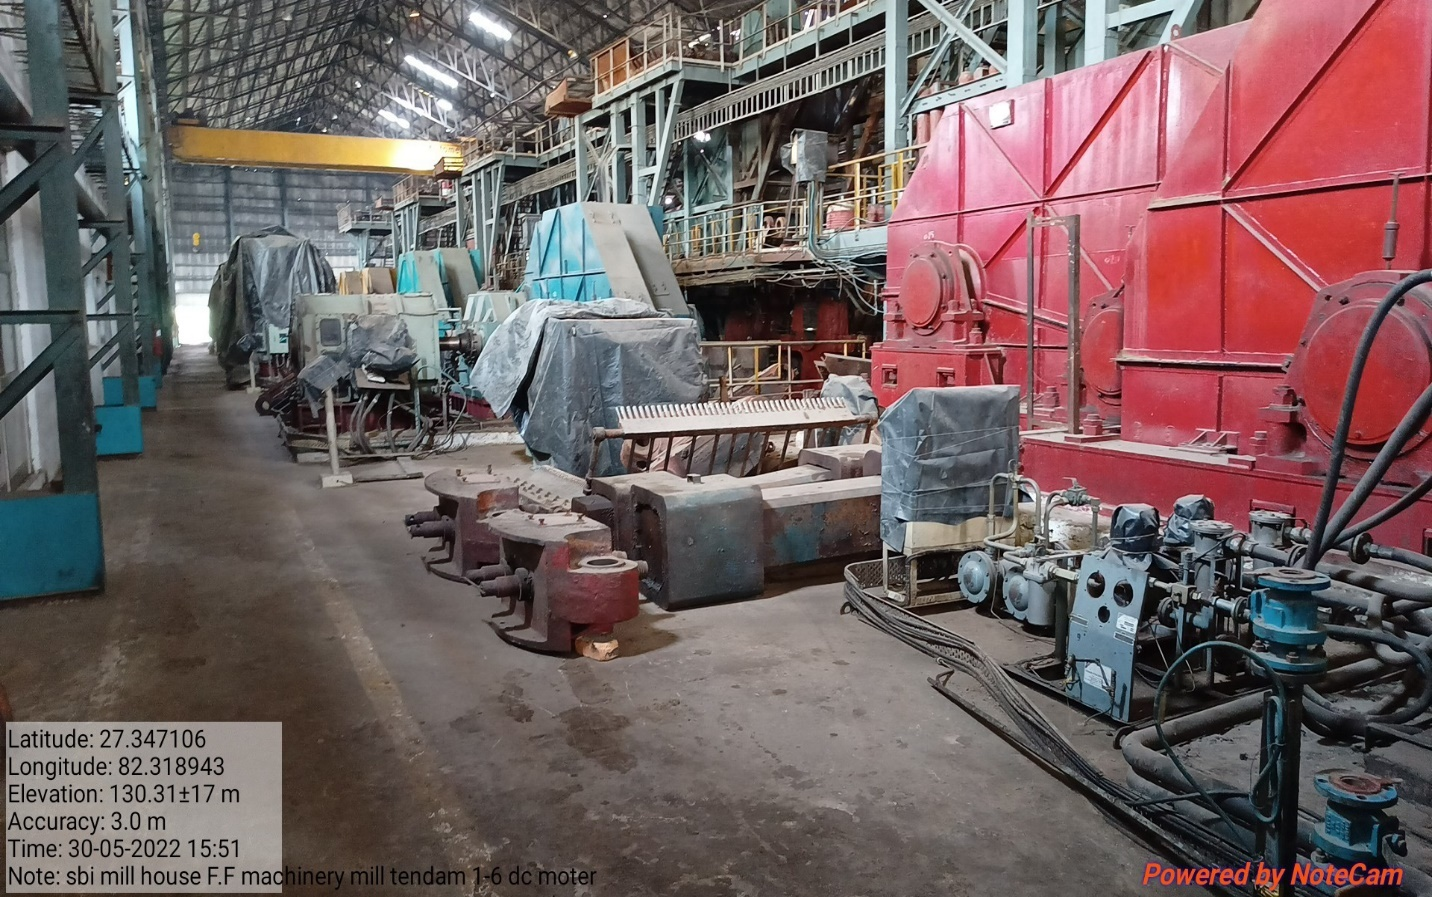 Latitude: 27.347106
Longitude: 82.318943
Elevation: 130.31±17 m
Accuracy: 3.0 m
Time: 30-05-2022 15:51
Note: sbi mill house F.F machinery mill tendam 1-6 dc moter
Powered by NoteCam